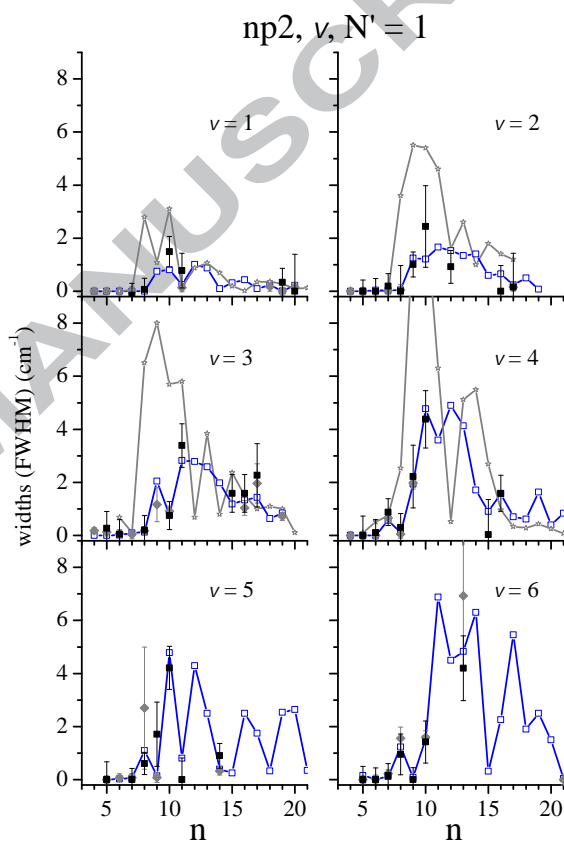 np2, v, N' = 1
MANUSCR
widths (FWHM) (cm⁻¹)
8
6
4
2
0
v = 1
v = 2
8
6
4
2
0
v = 3
v = 4
8
6
4
2
0
v = 5
v = 6
5 10 15 20
5 10 15 20
n
n